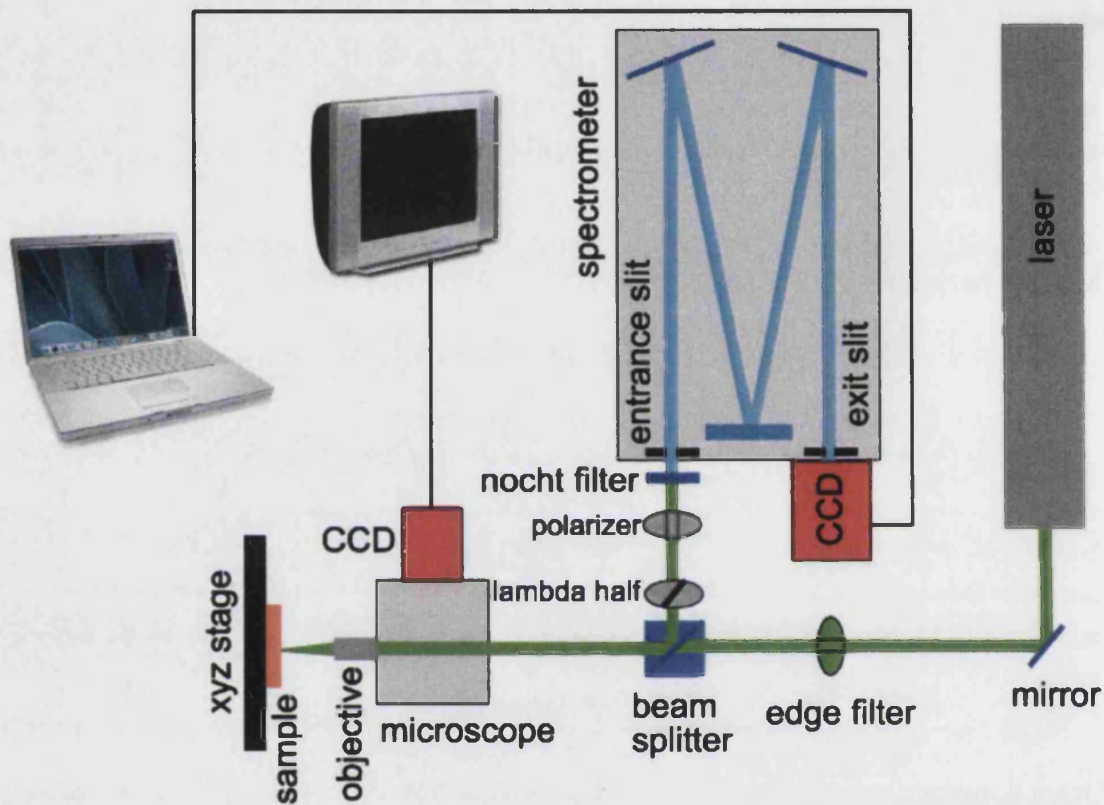 spectrometer
entrance slit
exit slit
laser
nocht filter
CCD
polarizer
CCD
lambda half
xyz stage
sample
objective
microscope
beam
splitter
edge filter
mirror